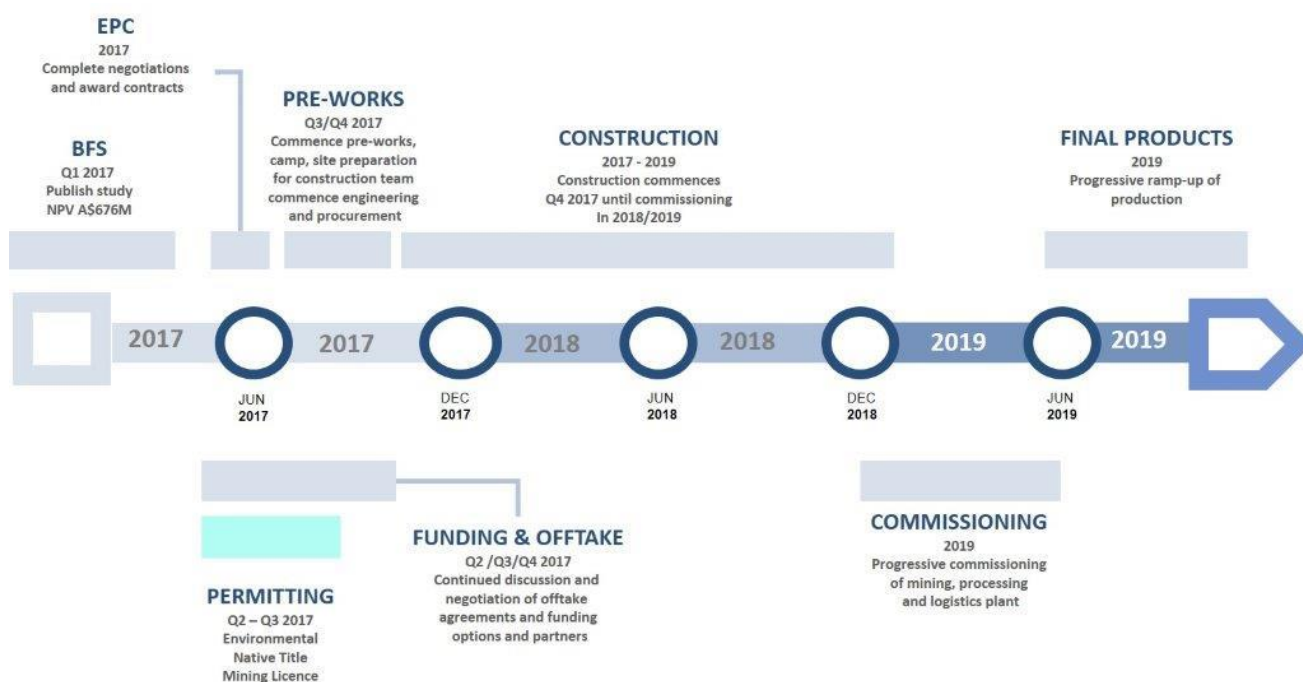 EPC
2017
Complete negotiations
and award contracts
BFS
Q1 2017
Publish study
NPV A$676M
PRE-WORKS
Q3/Q4 2017
Commence pre-works,
camp, site preparation
for construction team
commence engineering
and procurement
CONSTRUCTION
2017 - 2019
Construction commences
Q4 2017 until commissioning
In 2018/2019
FINAL PRODUCTS
2019
Progressive ramp-up of
production
2017
2017
2018
2018
2019
2019
JUN
2017
DEC
2017
JUN
2018
DEC
2018
JUN
2019
PERMITTING
Q2 – Q3 2017
Environmental
Native Title
Mining Licence
FUNDING & OFFTAKE
Q2 /Q3/Q4 2017
Continued discussion and
negotiation of offtake
agreements and funding
options and partners
COMMISSIONING
2019
Progressive commissioning
of mining, processing
and logistics plant